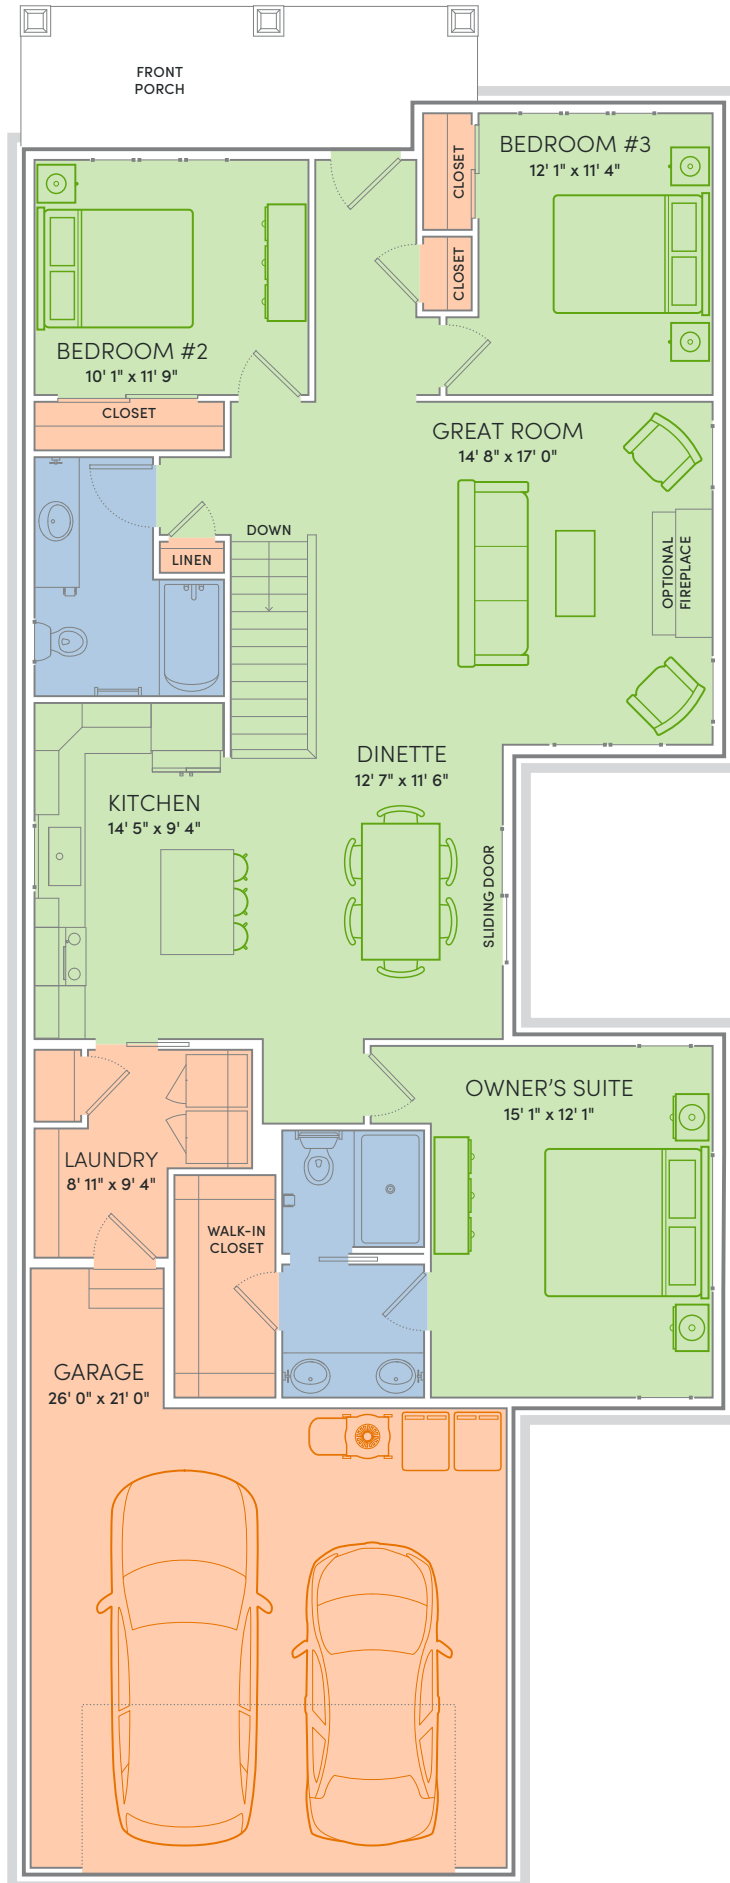 FRONT
PORCH
CLOSET
BEDROOM #3
12' 1" x 11' 4"
CLOSET
BEDROOM #2
10' 1" x 11' 9"
CLOSET
GREAT ROOM
14' 8" x 17' 0"
DOWN
LINEN
OPTIONAL
FIREPLACE
DINETTE
12' 7" x 11' 6"
KITCHEN
14' 5" x 9' 4"
SLIDING DOOR
OWNER'S SUITE
15' 1" x 12' 1"
LAUNDRY
8' 11" x 9' 4"
WALK-IN
CLOSET
GARAGE
26' 0" x 21' 0"